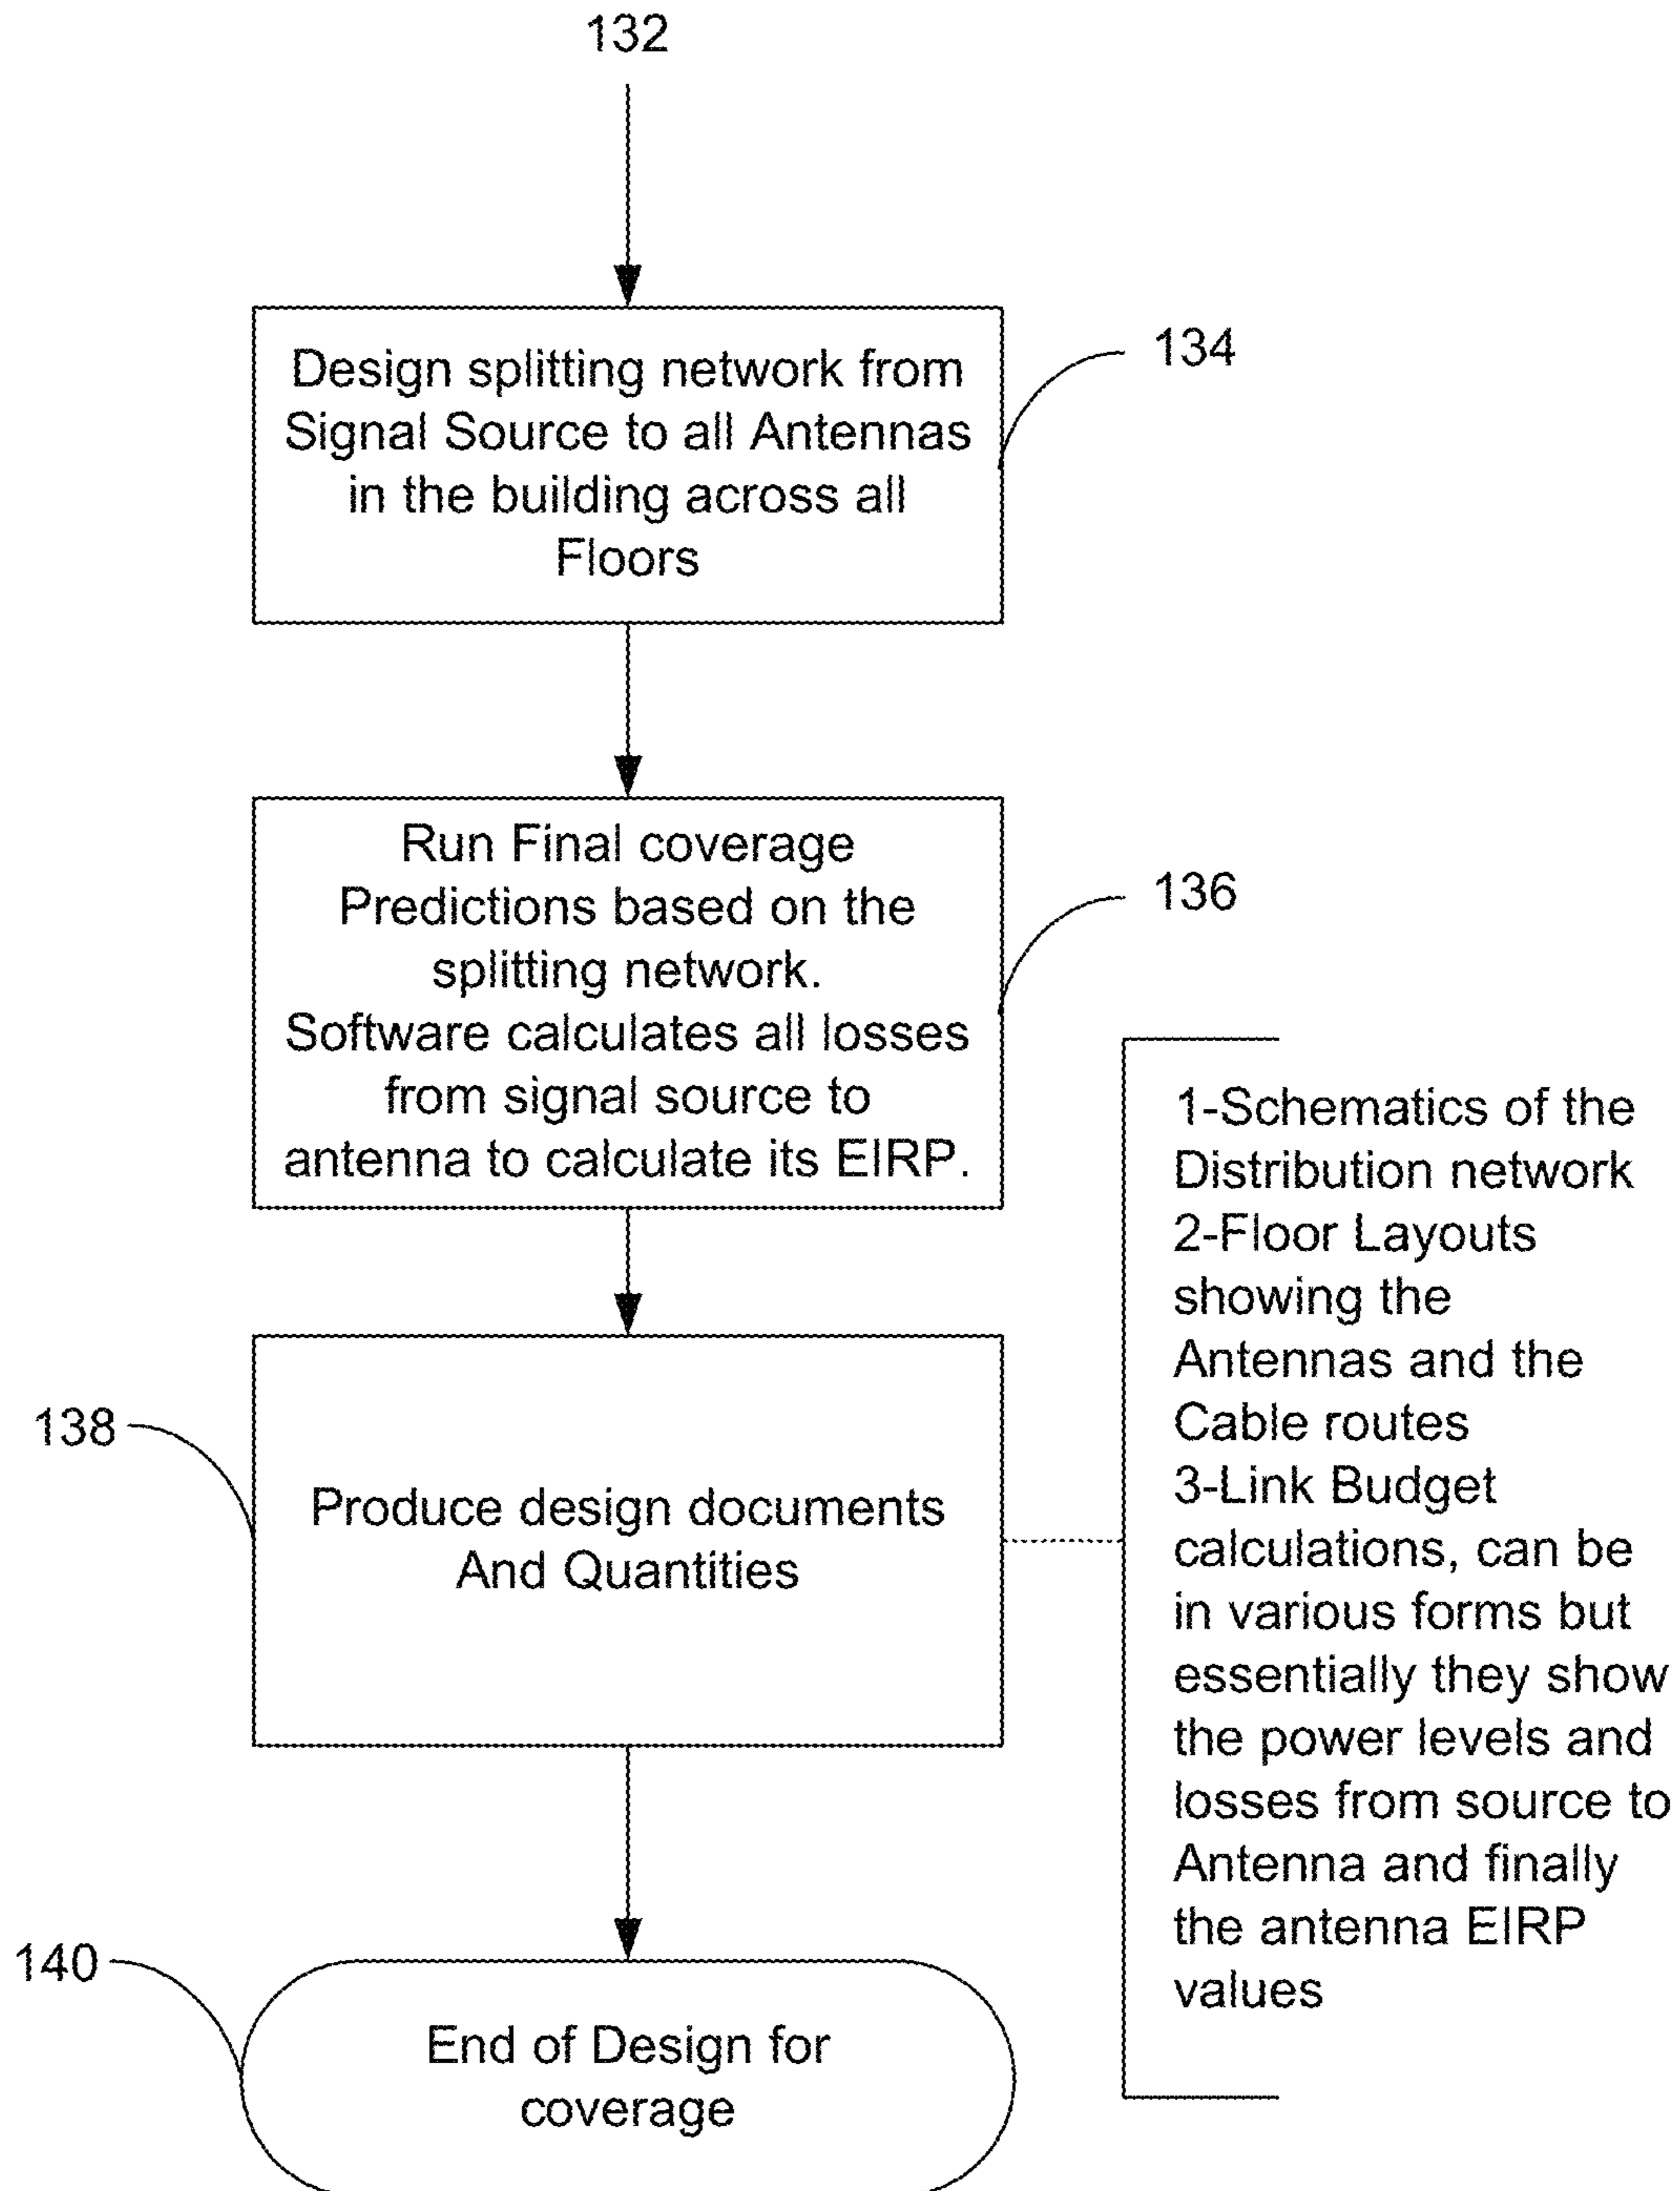 132
Design splitting network from
Signal Source to all Antennas
in the building across all
Floors
134
Run Final coverage
Predictions based on the
splitting network.
Software calculates all losses
from signal source to
antenna to calculate its EIRP.
136
138
Produce design documents
And Quantities
1-Schematics of the
Distribution network
2-Floor Layouts
showing the
Antennas and the
Cable routes
3-Link Budget
calculations, can be
in various forms but
essentially they show
the power levels and
losses from source to
Antenna and finally
the antenna EIRP
values
140
End of Design for
coverage